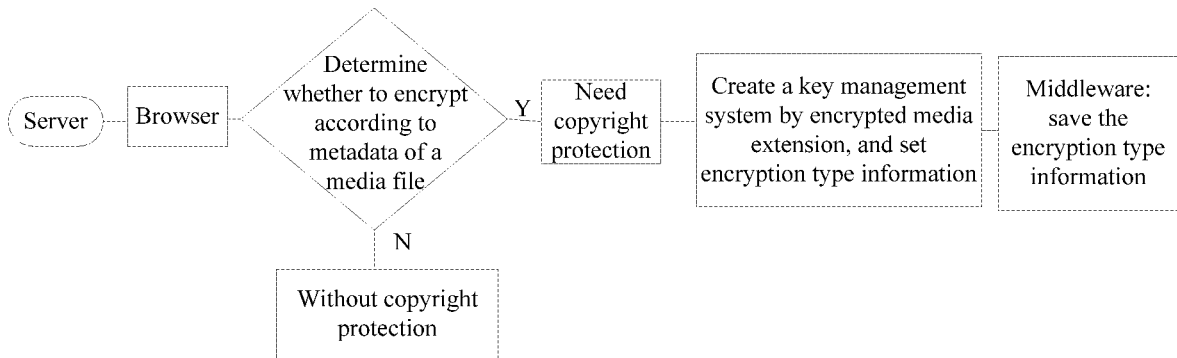 Server
Browser
Determine
whether to encrypt
according to
metadata of a
media file
Y
Need
copyright
protection
Create a key management
system by encrypted media
extension, and set
encryption type information
Middleware:
save the
encryption type
information
N
Without copyright
protection